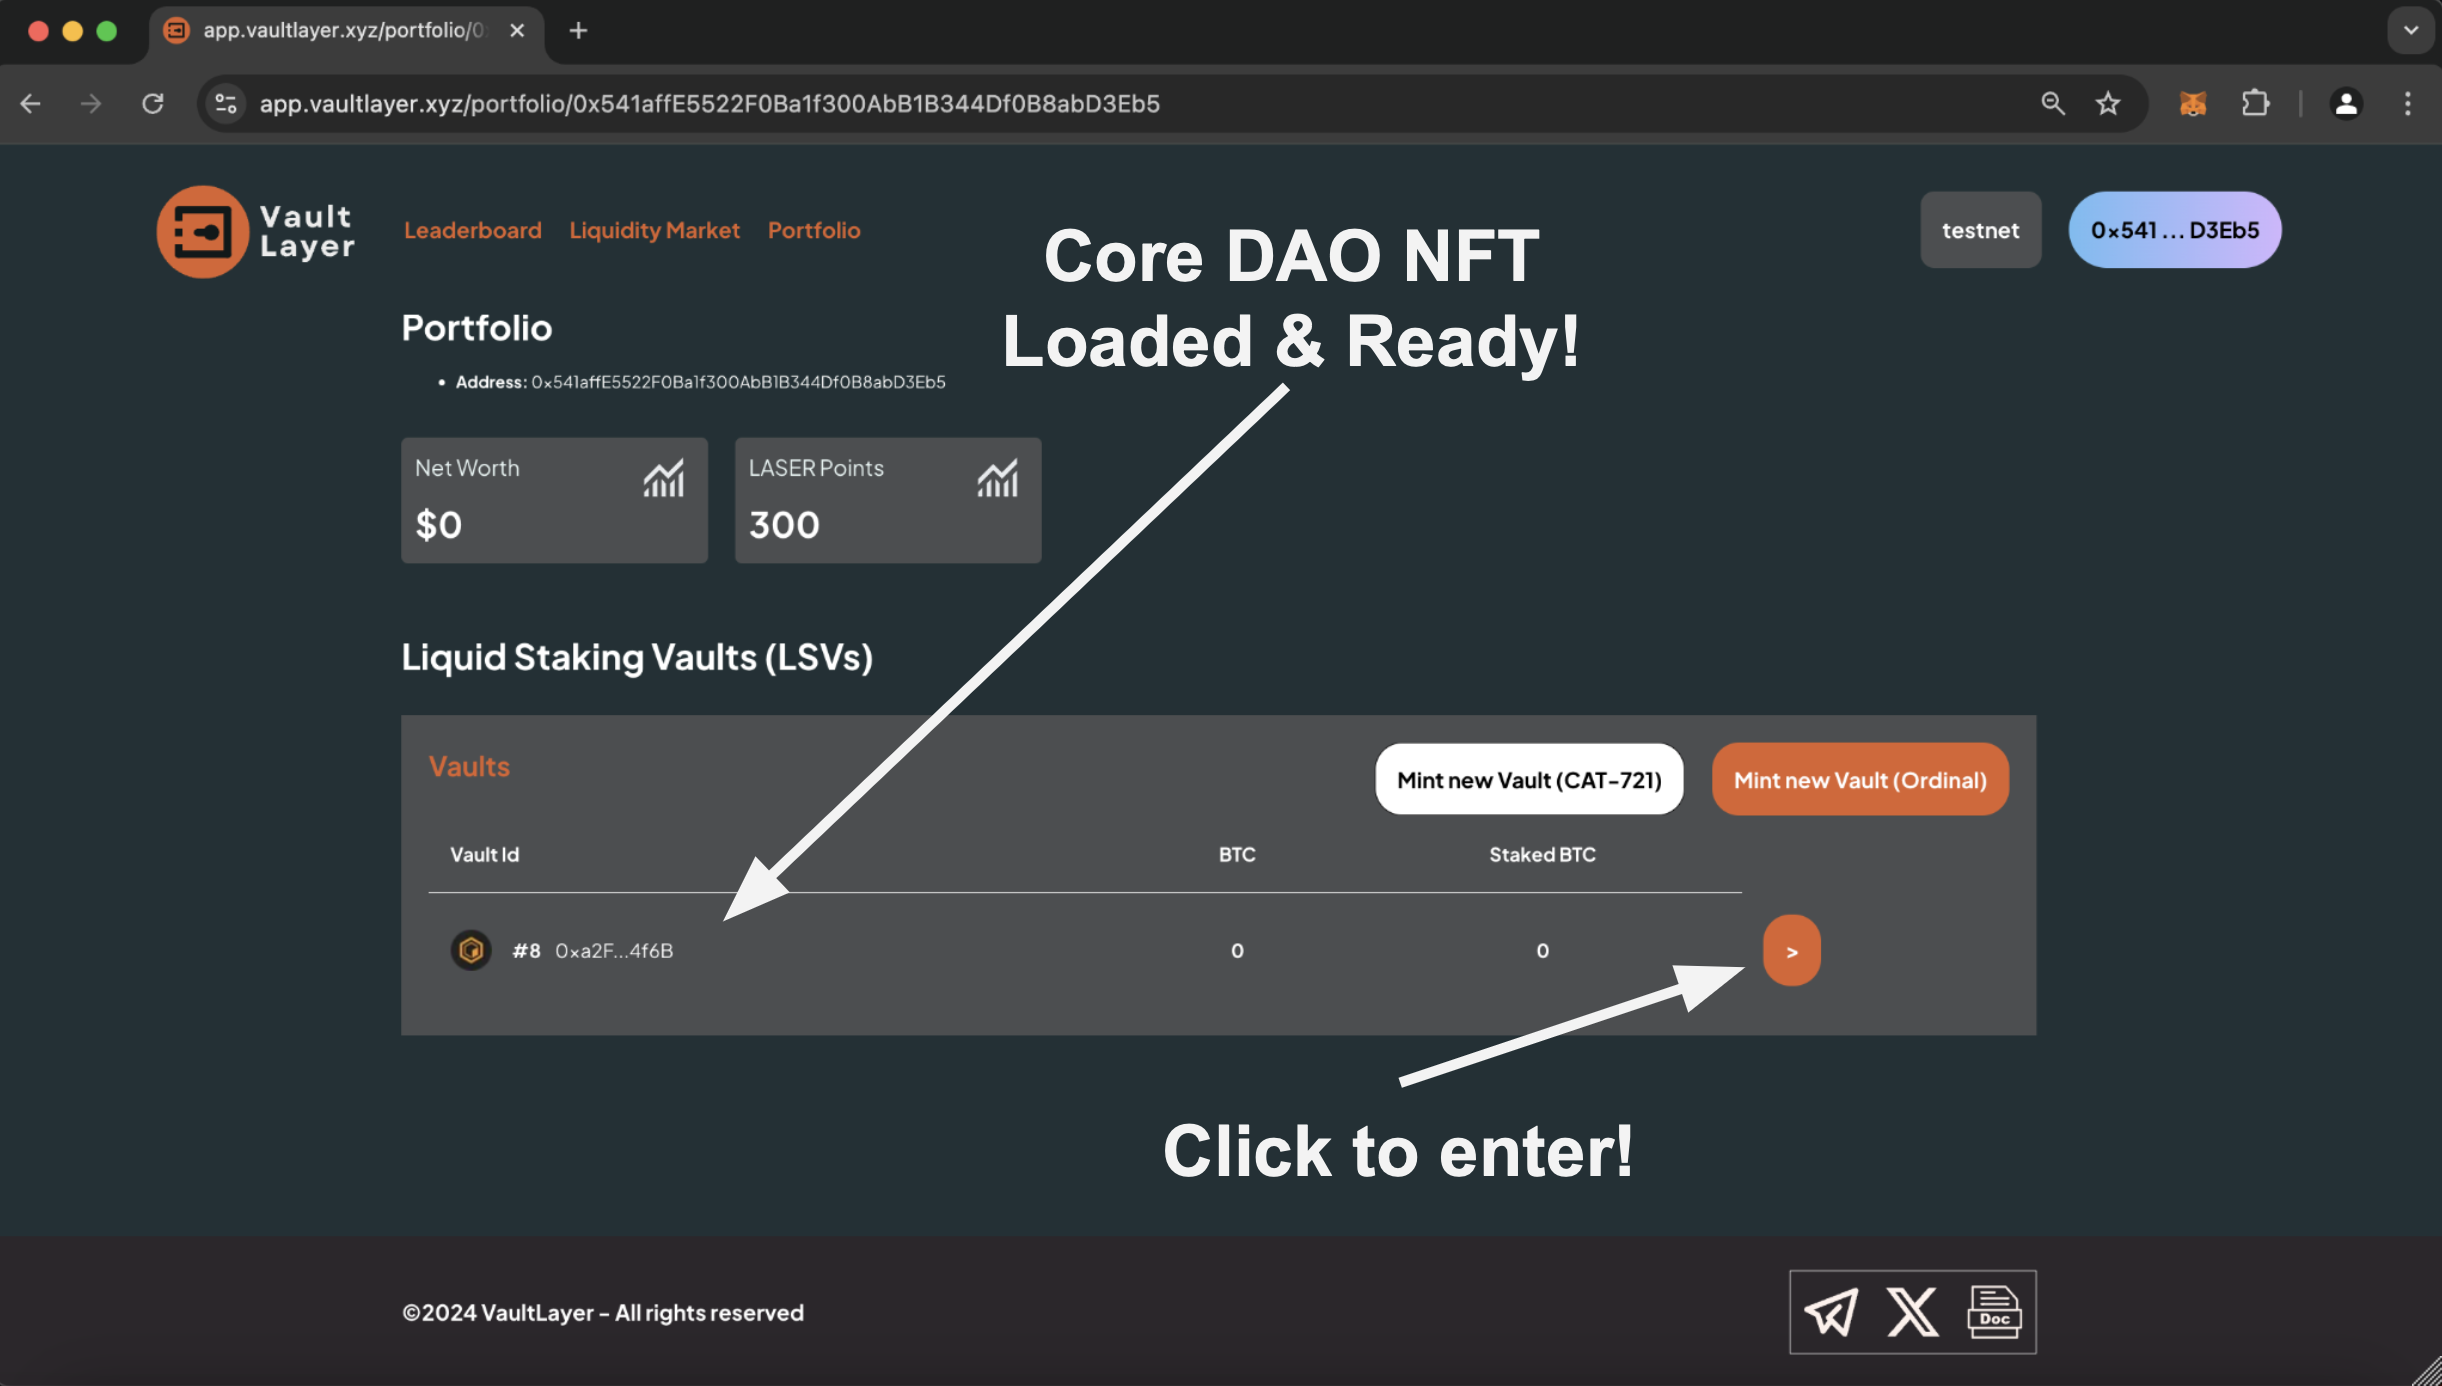 app.vaultlayer.xyz/portfolio/0
app.vaultlayer.xyz/portfolio/0x541affE5522F0Ba1f300AbB1B344Df0B8abD3Eb5
Vault
Layer
Leaderboard
Liquidity Market
Portfolio
testnet
0x541 ... D3Eb5
Core DAO NFT
Loaded & Ready!
Portfolio
• Address: 0x541affE5522F0Ba1f300AbB1B344Df0B8abD3Eb5
Net Worth
$0
LASER Points
300
Liquid Staking Vaults (LSVs)
Vaults
Mint new Vault (CAT-721)
Mint new Vault (Ordinal)
Vault Id
BTC
Staked BTC
#8 0xa2F...4f6B
0
0
>
Click to enter!
©2024 VaultLayer - All rights reserved
Doc